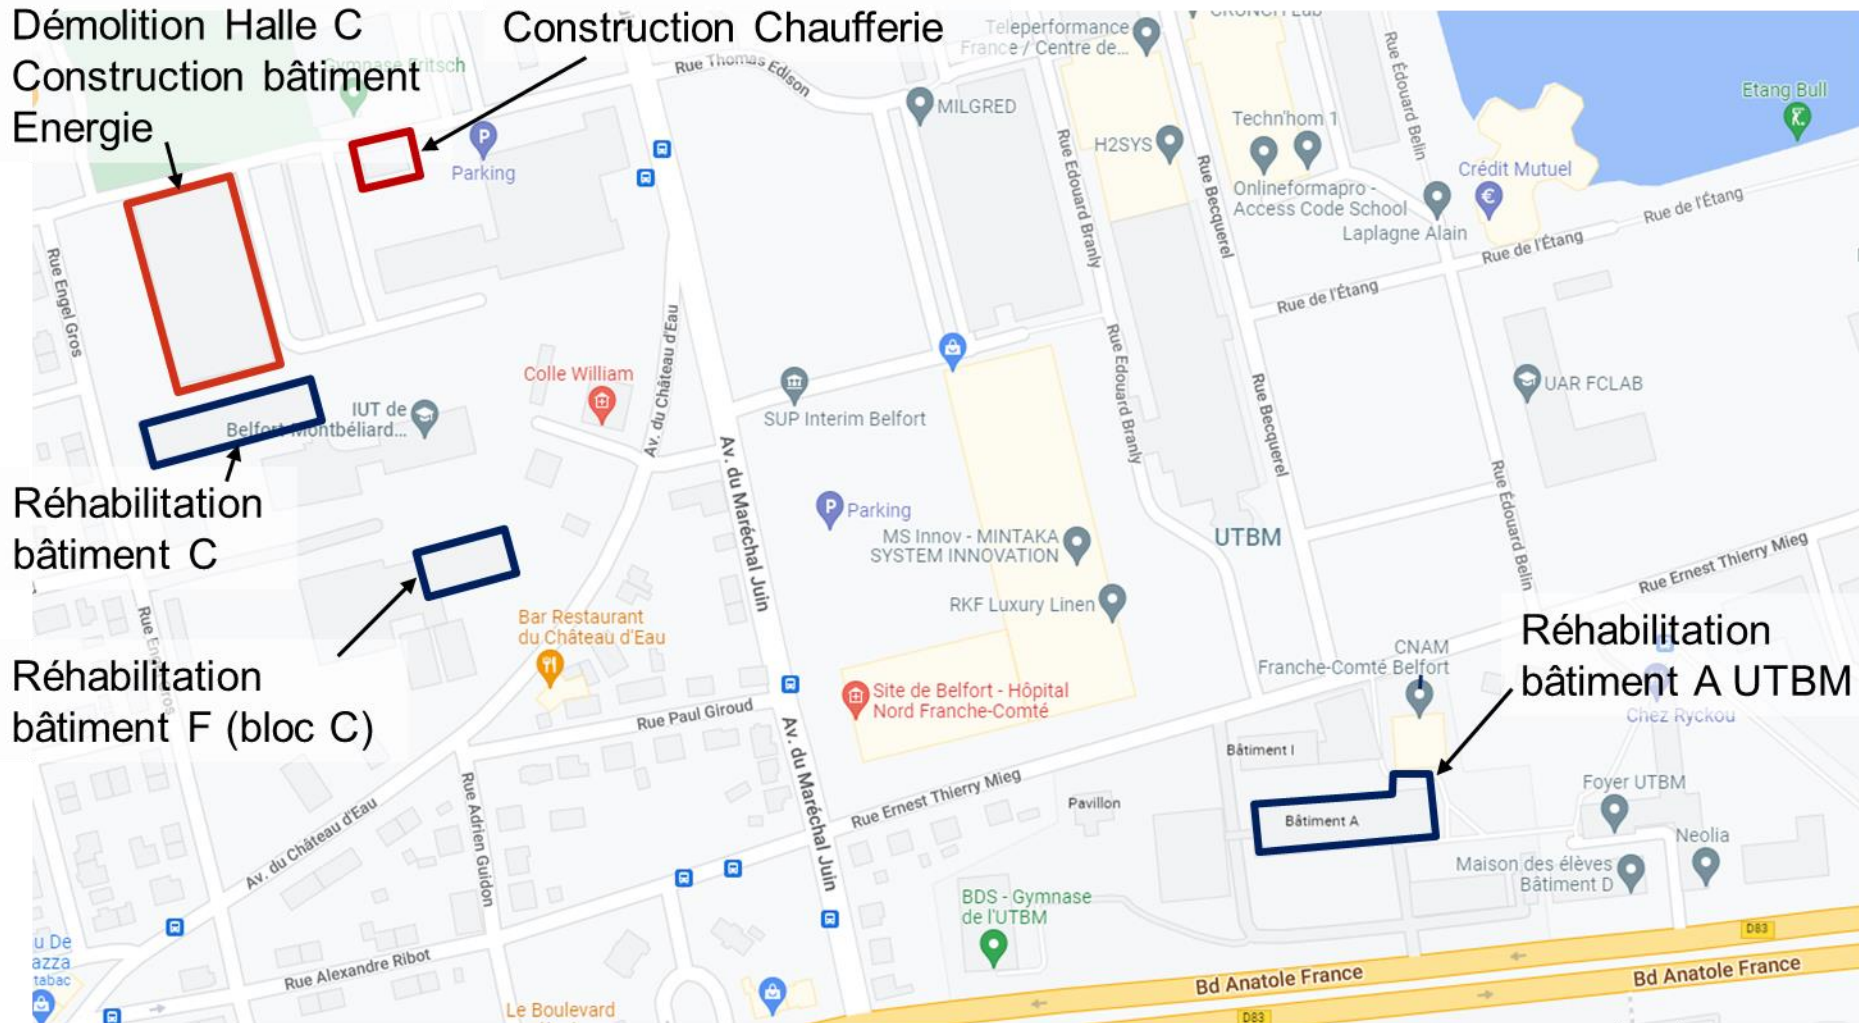 Démolition Halle C
Construction bâtiment
Energie
Construction Chaufferie
Gymnase Fritsch
Parking
Rue Thomas Edison
Teleperformance
France / Centre de...
CRUNCH Lab
MILGRED
H2SYS
Techn'hom 1
Onlineformapro -
Access Code School
Laplagne Alain
Crédit Mutuel
Etang Bull
Rue Édouard Belin
Rue Edouard Branly
Rue Becquerel
Rue de l'Étang
Rue de l'Étang
Rue de l'Étang
Rue Engel Gros
Av. du Château d'Eau
Colle William
SUP Interim Belfort
IUT de
Belfort-Montbéliard...
Rue Edouard Branly
Rue Becquerel
UAR FCLAB
Réhabilitation
bâtiment C
Av. du Maréchal Juin
Parking
MS Innov - MINTAKA
SYSTEM INNOVATION
UTBM
Rue Édouard Belin
Rue Ernest Thierry Mieg
RKF Luxury Linen
Bar Restaurant
du Château d'Eau
Réhabilitation
bâtiment F (bloc C)
Réhabilitation
bâtiment A UTBM
CNAM
Franche-Comté Belfort
Chez Ryckou
Site de Belfort - Hôpital
Nord Franche-Comté
Rue Paul Giroud
Av. du Maréchal Juin
Rue Ernest Thierry Mieg
Bâtiment I
Pavillon
Bâtiment A
Foyer UTBM
Neolia
Maison des élèves
Bâtiment D
Av. du Château d'Eau
Rue Adrien Guidon
BDS - Gymnase
de l'UTBM
Rue Alexandre Ribot
D83
Bd Anatole France
Bd Anatole France
D83
Le Boulevard
u De
azza
tabac